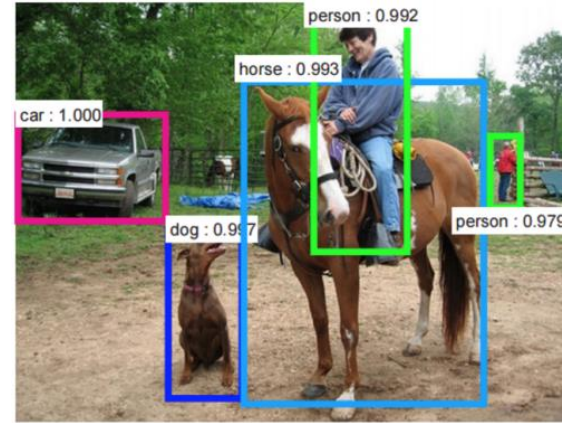 person : 0.992
horse : 0.993
car : 1.000
person : 0.979
dog : 0.997